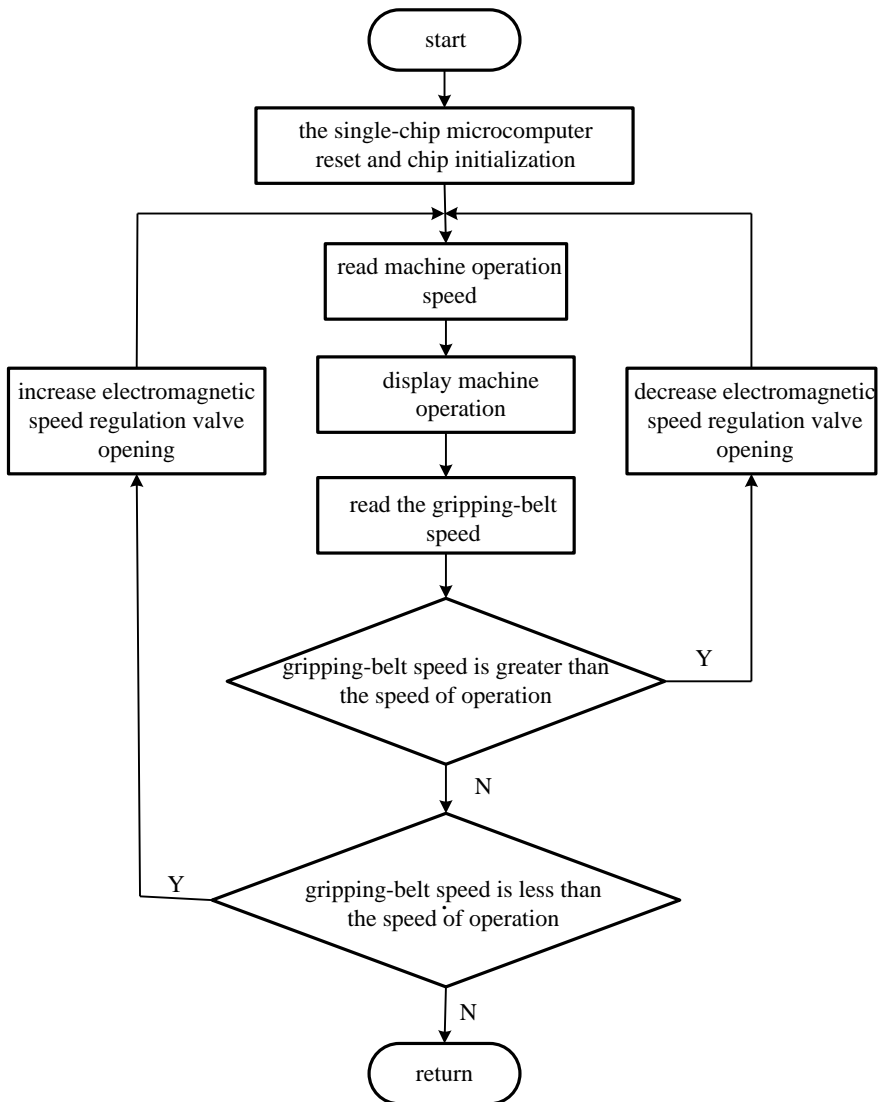 start
the single-chip microcomputer
reset and chip initialization
read machine operation
speed
display machine
operation
increase electromagnetic
speed regulation valve
opening
decrease electromagnetic
speed regulation valve
opening
read the gripping-belt
speed
gripping-belt speed is greater than
the speed of operation
Y
N
gripping-belt speed is less than
the speed of operation
Y
N
return